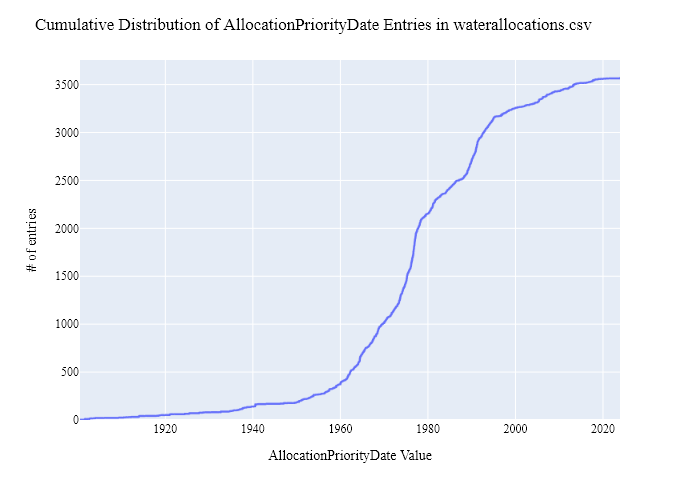 Cumulative Distribution of AllocationPriorityDate Entries in waterallocations.csv
3500
3000
2500
2000
1500
1000
500
0
# of entries
1920 1940 1960 1980 2000 2020
AllocationPriorityDate Value